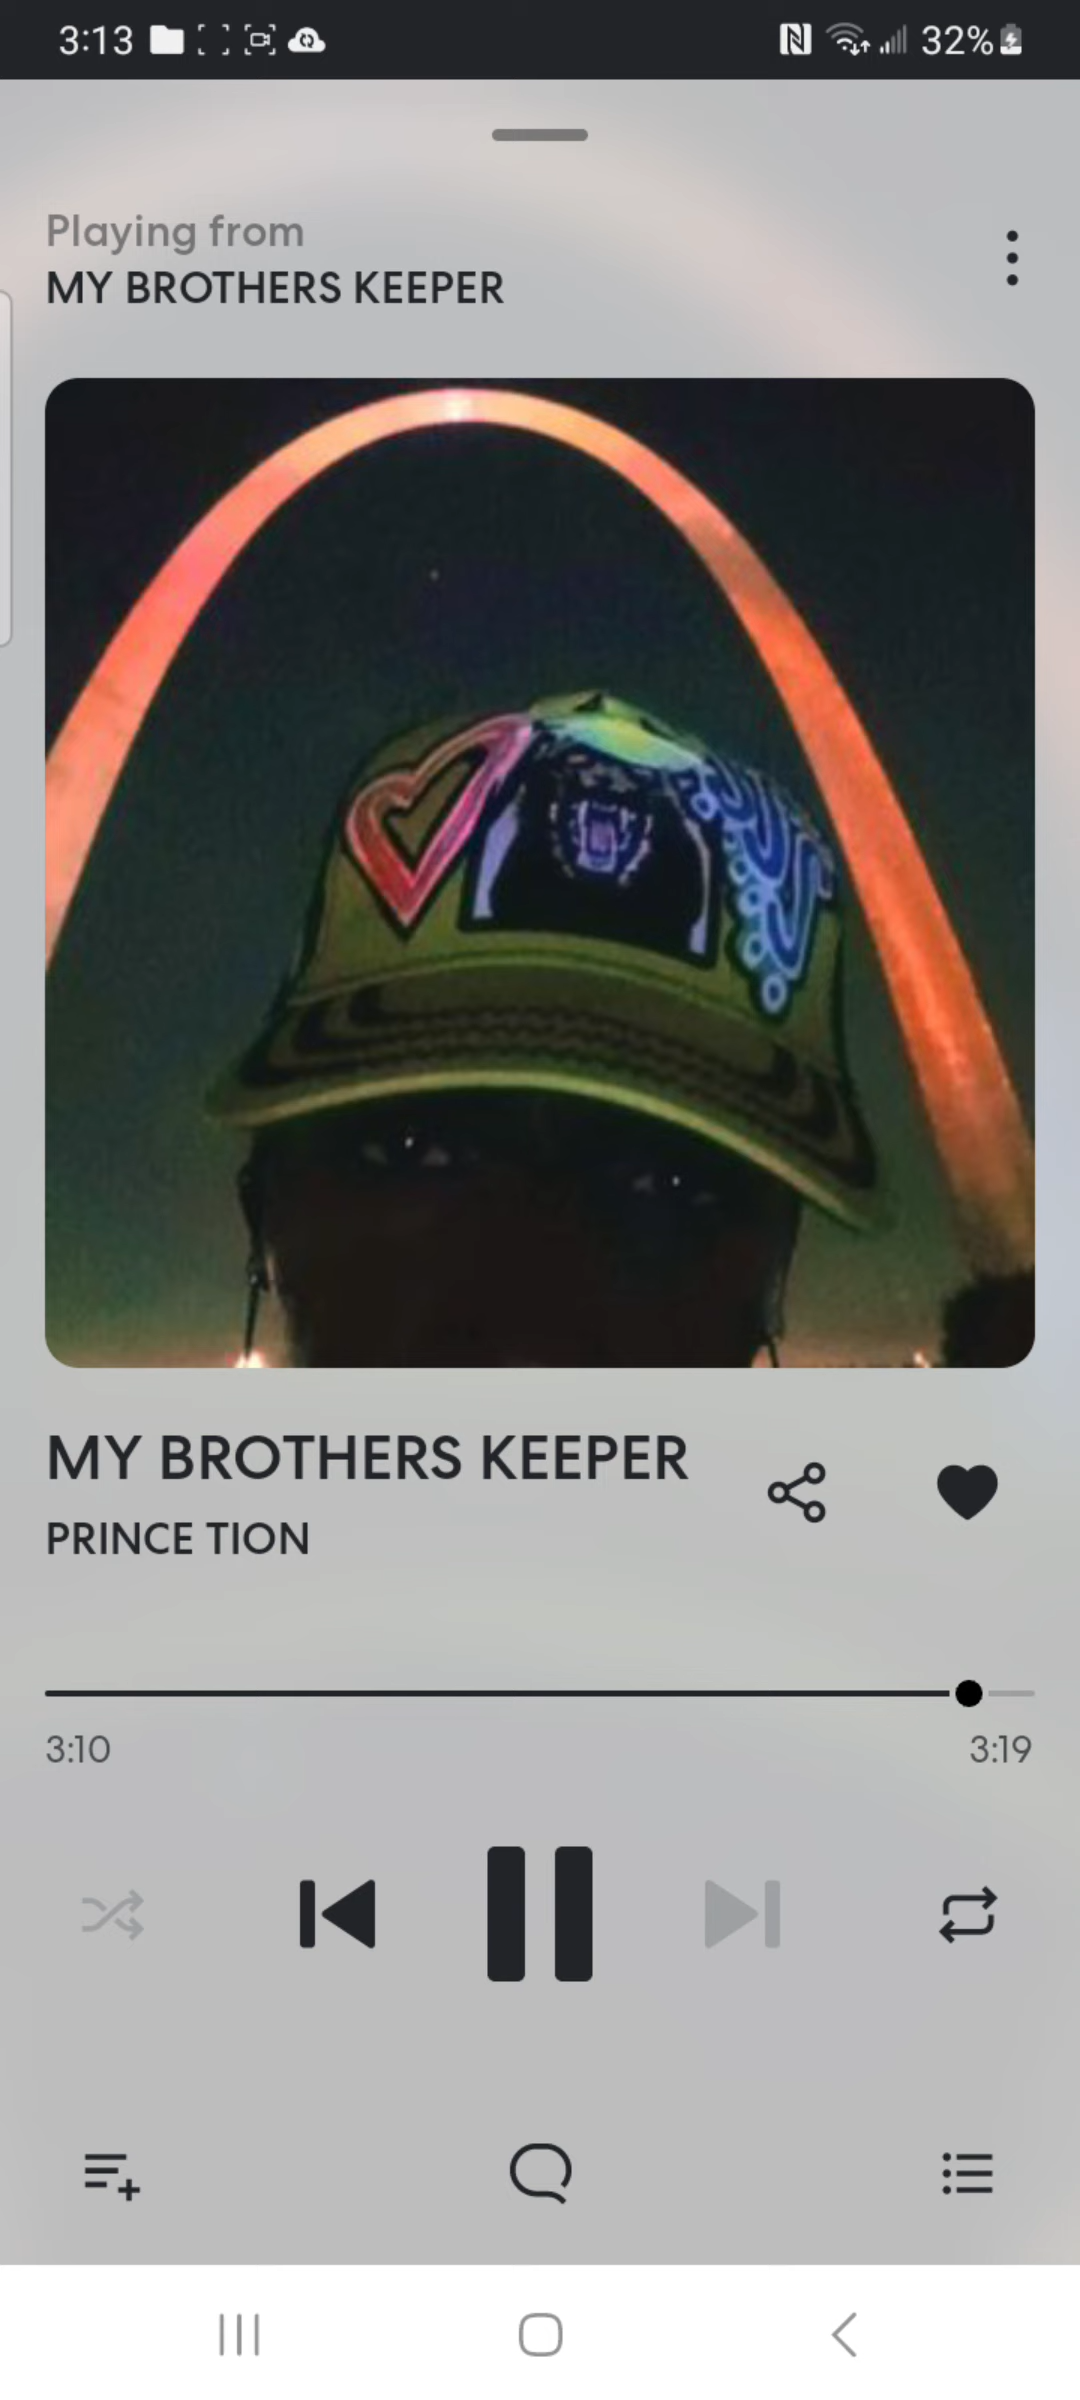 3:13
32%
Playing from
MY BROTHERS KEEPER
MY BROTHERS KEEPER
PRINCE TION
3:10
3:19